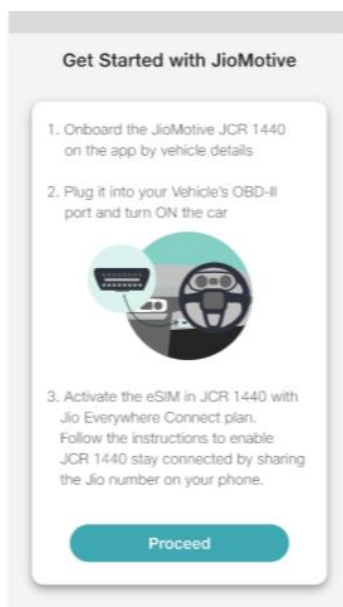 Get Started with JioMotive
1. Onboard the JioMotive JCR 1440
on the app by vehicle details
2. Plug it into your Vehicle's OBD-II
port and turn ON the car
3. Activate the eSIM in JCR 1440 with
Jio Everywhere Connect plan.
Follow the instructions to enable
JCR 1440 stay connected by sharing
the Jio number on your phone.
Proceed